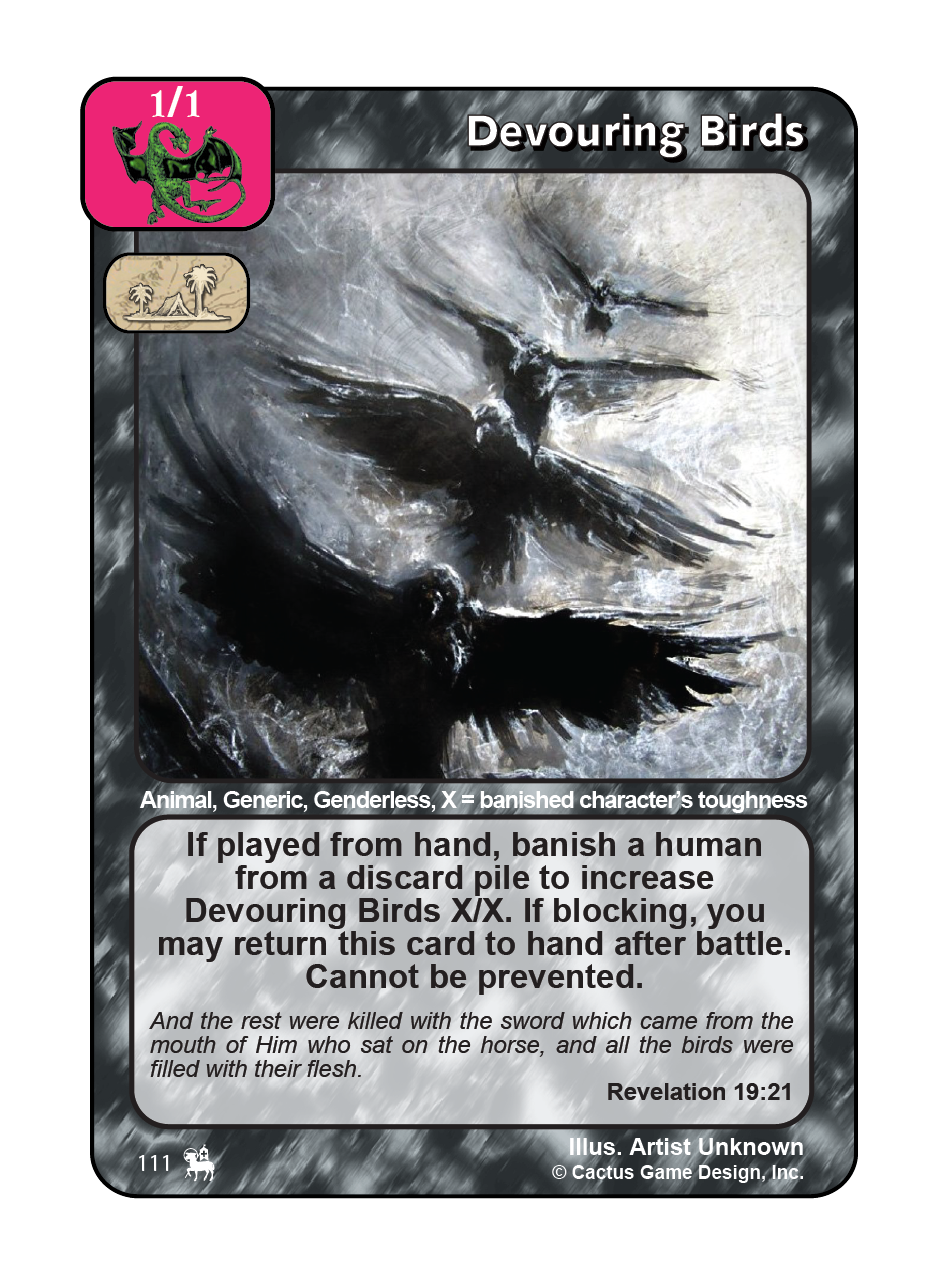 1/1
Devouring Birds
Animal, Generic, Genderless, X = banished character's toughness
If played from hand, banish a human
from a discard pile to increase
Devouring Birds X/X. If blocking, you
may return this card to hand after battle.
Cannot be prevented.
And the rest were killed with the sword which came from the
mouth of Him who sat on the horse, and all the birds were
filled with their flesh.
Revelation 19:21
111
Illus. Artist Unknown
© Cactus Game Design, Inc.